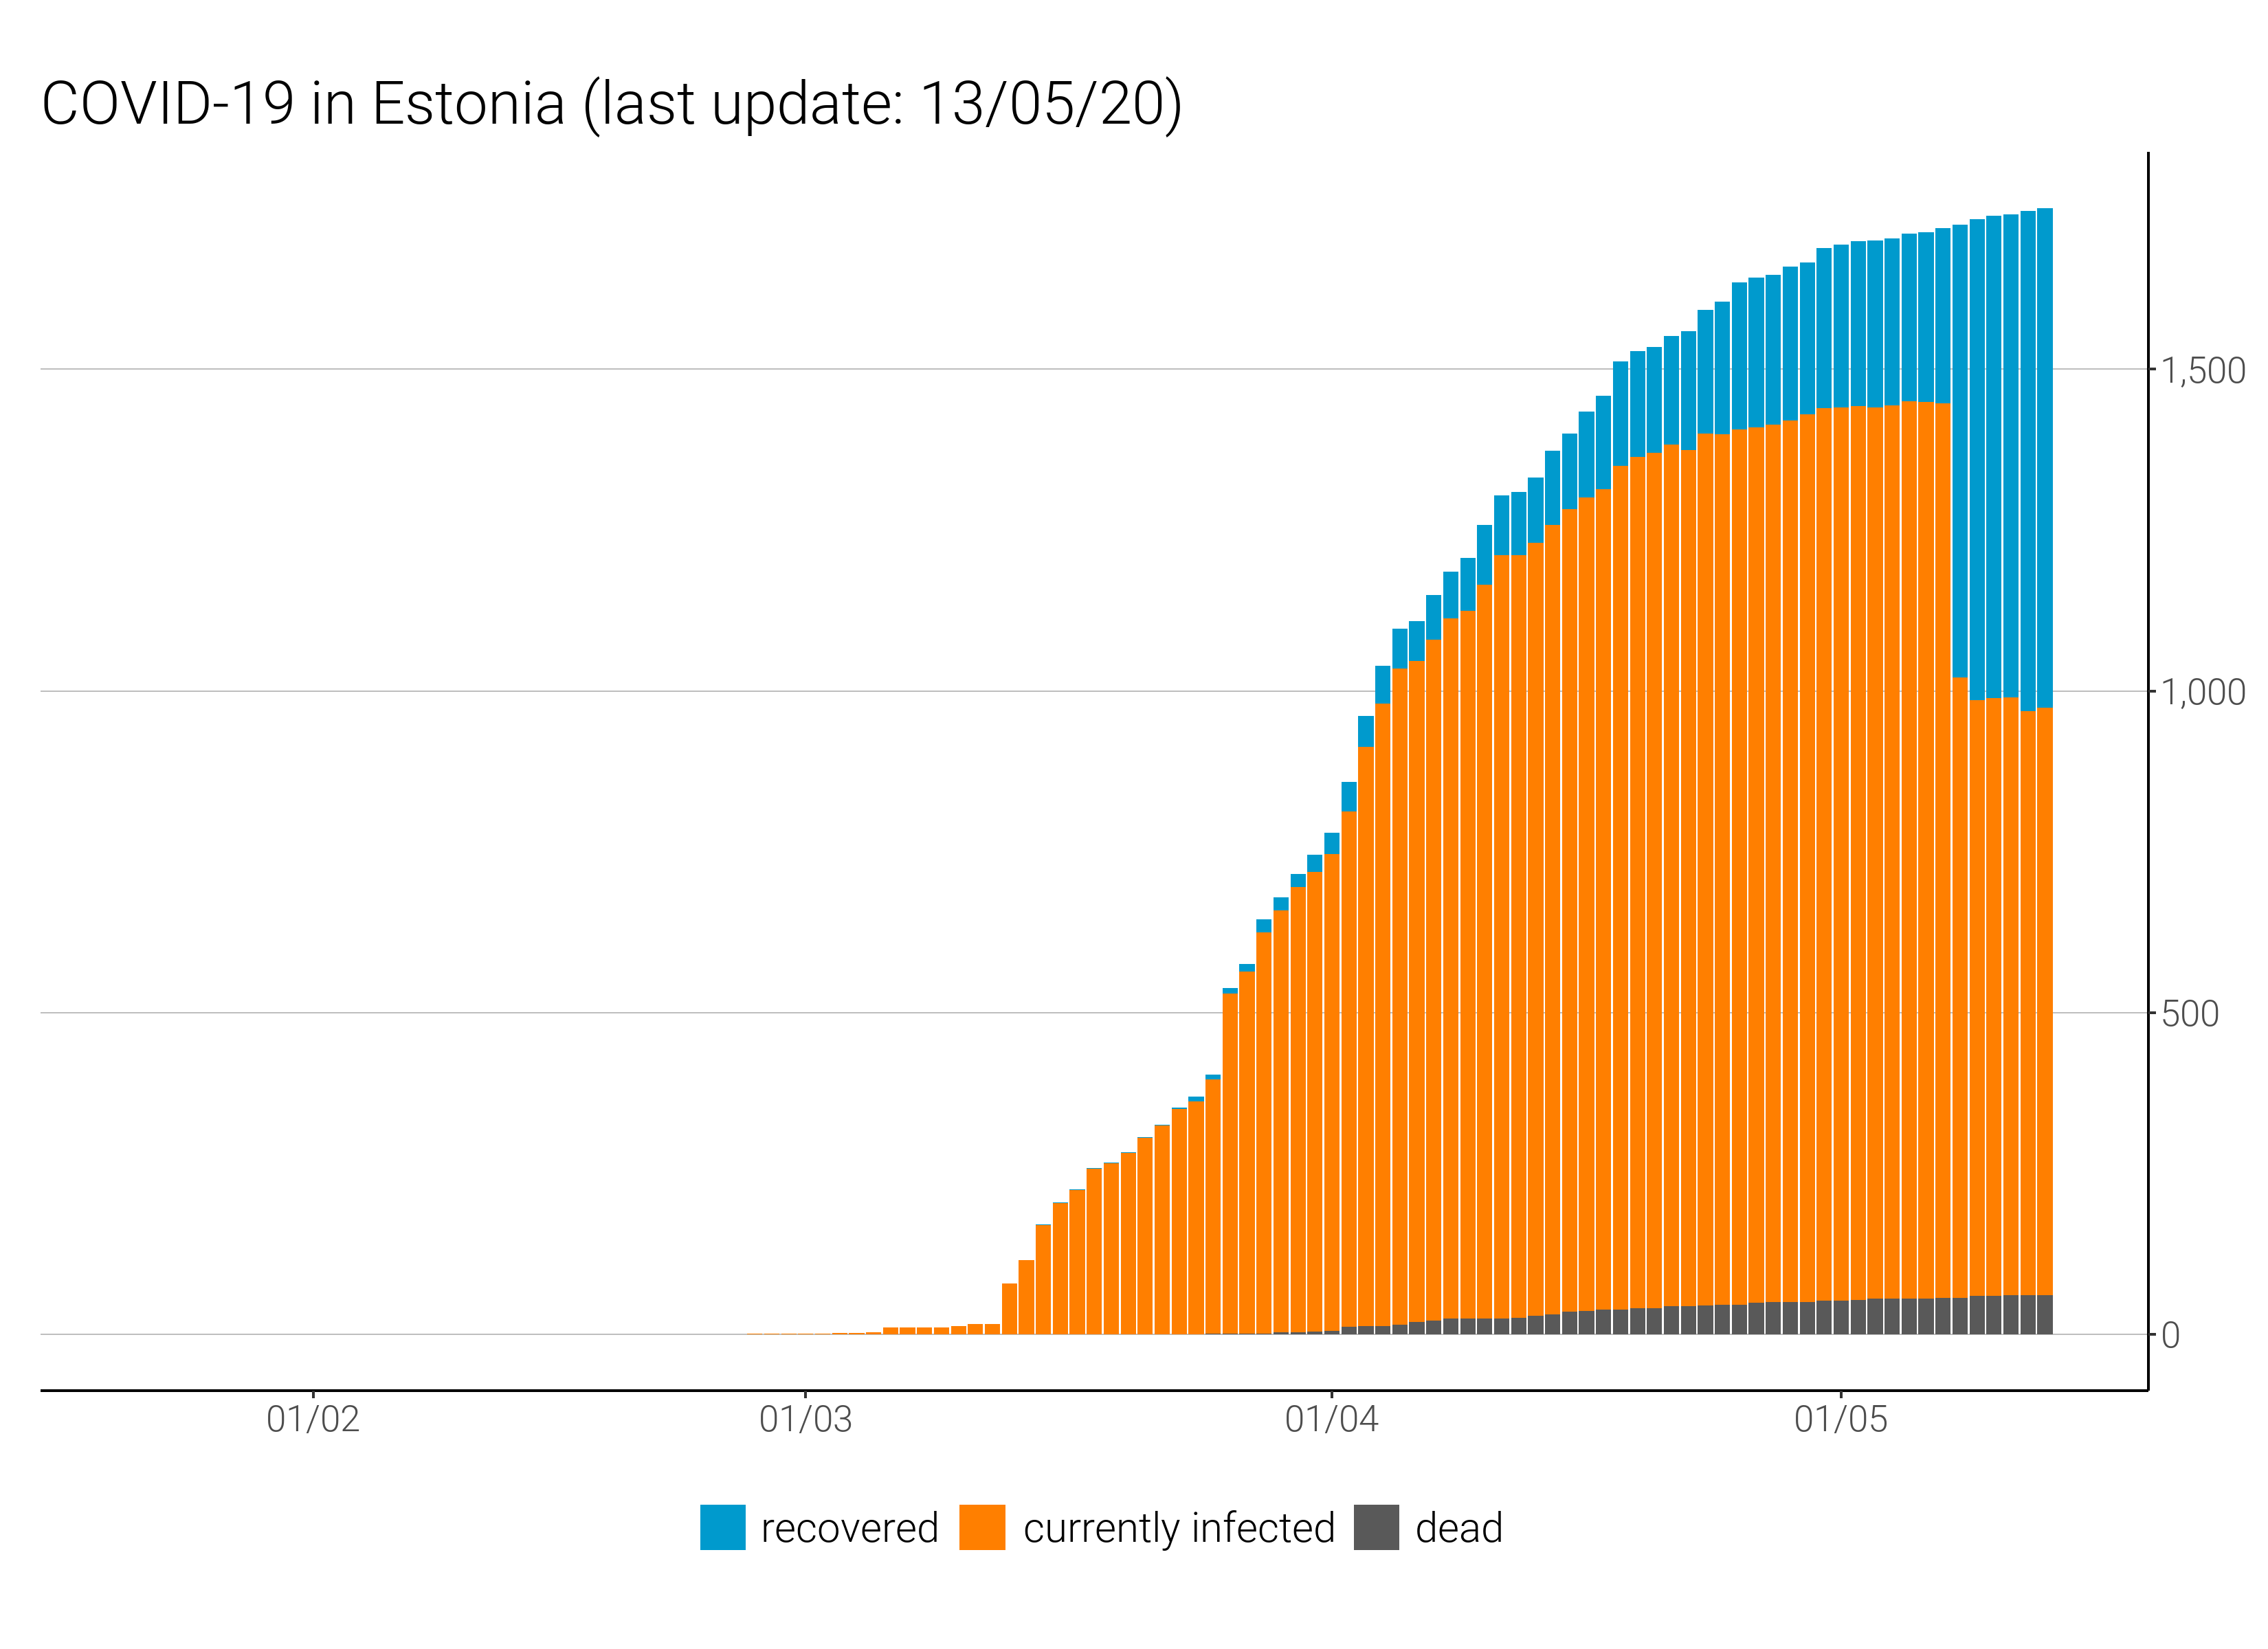 COVID-19 in Estonia (last update: 13/05/20)
1,500
1,000
500
0
01/02 01/03 01/04 01/05
recovered currently infected dead